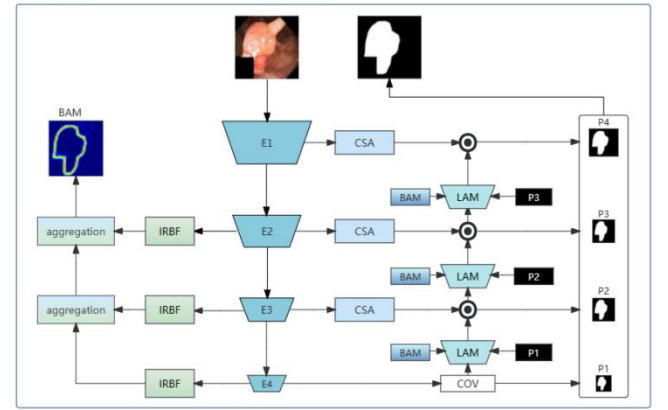 BAM
P4
E1
CSA
BAM
LAM
P3
P3
aggregation
IRBF
E2
CSA
BAM
LAM
P2
P2
aggregation
IRBF
E3
CSA
BAM
LAM
P1
P1
IRBF
E4
COV